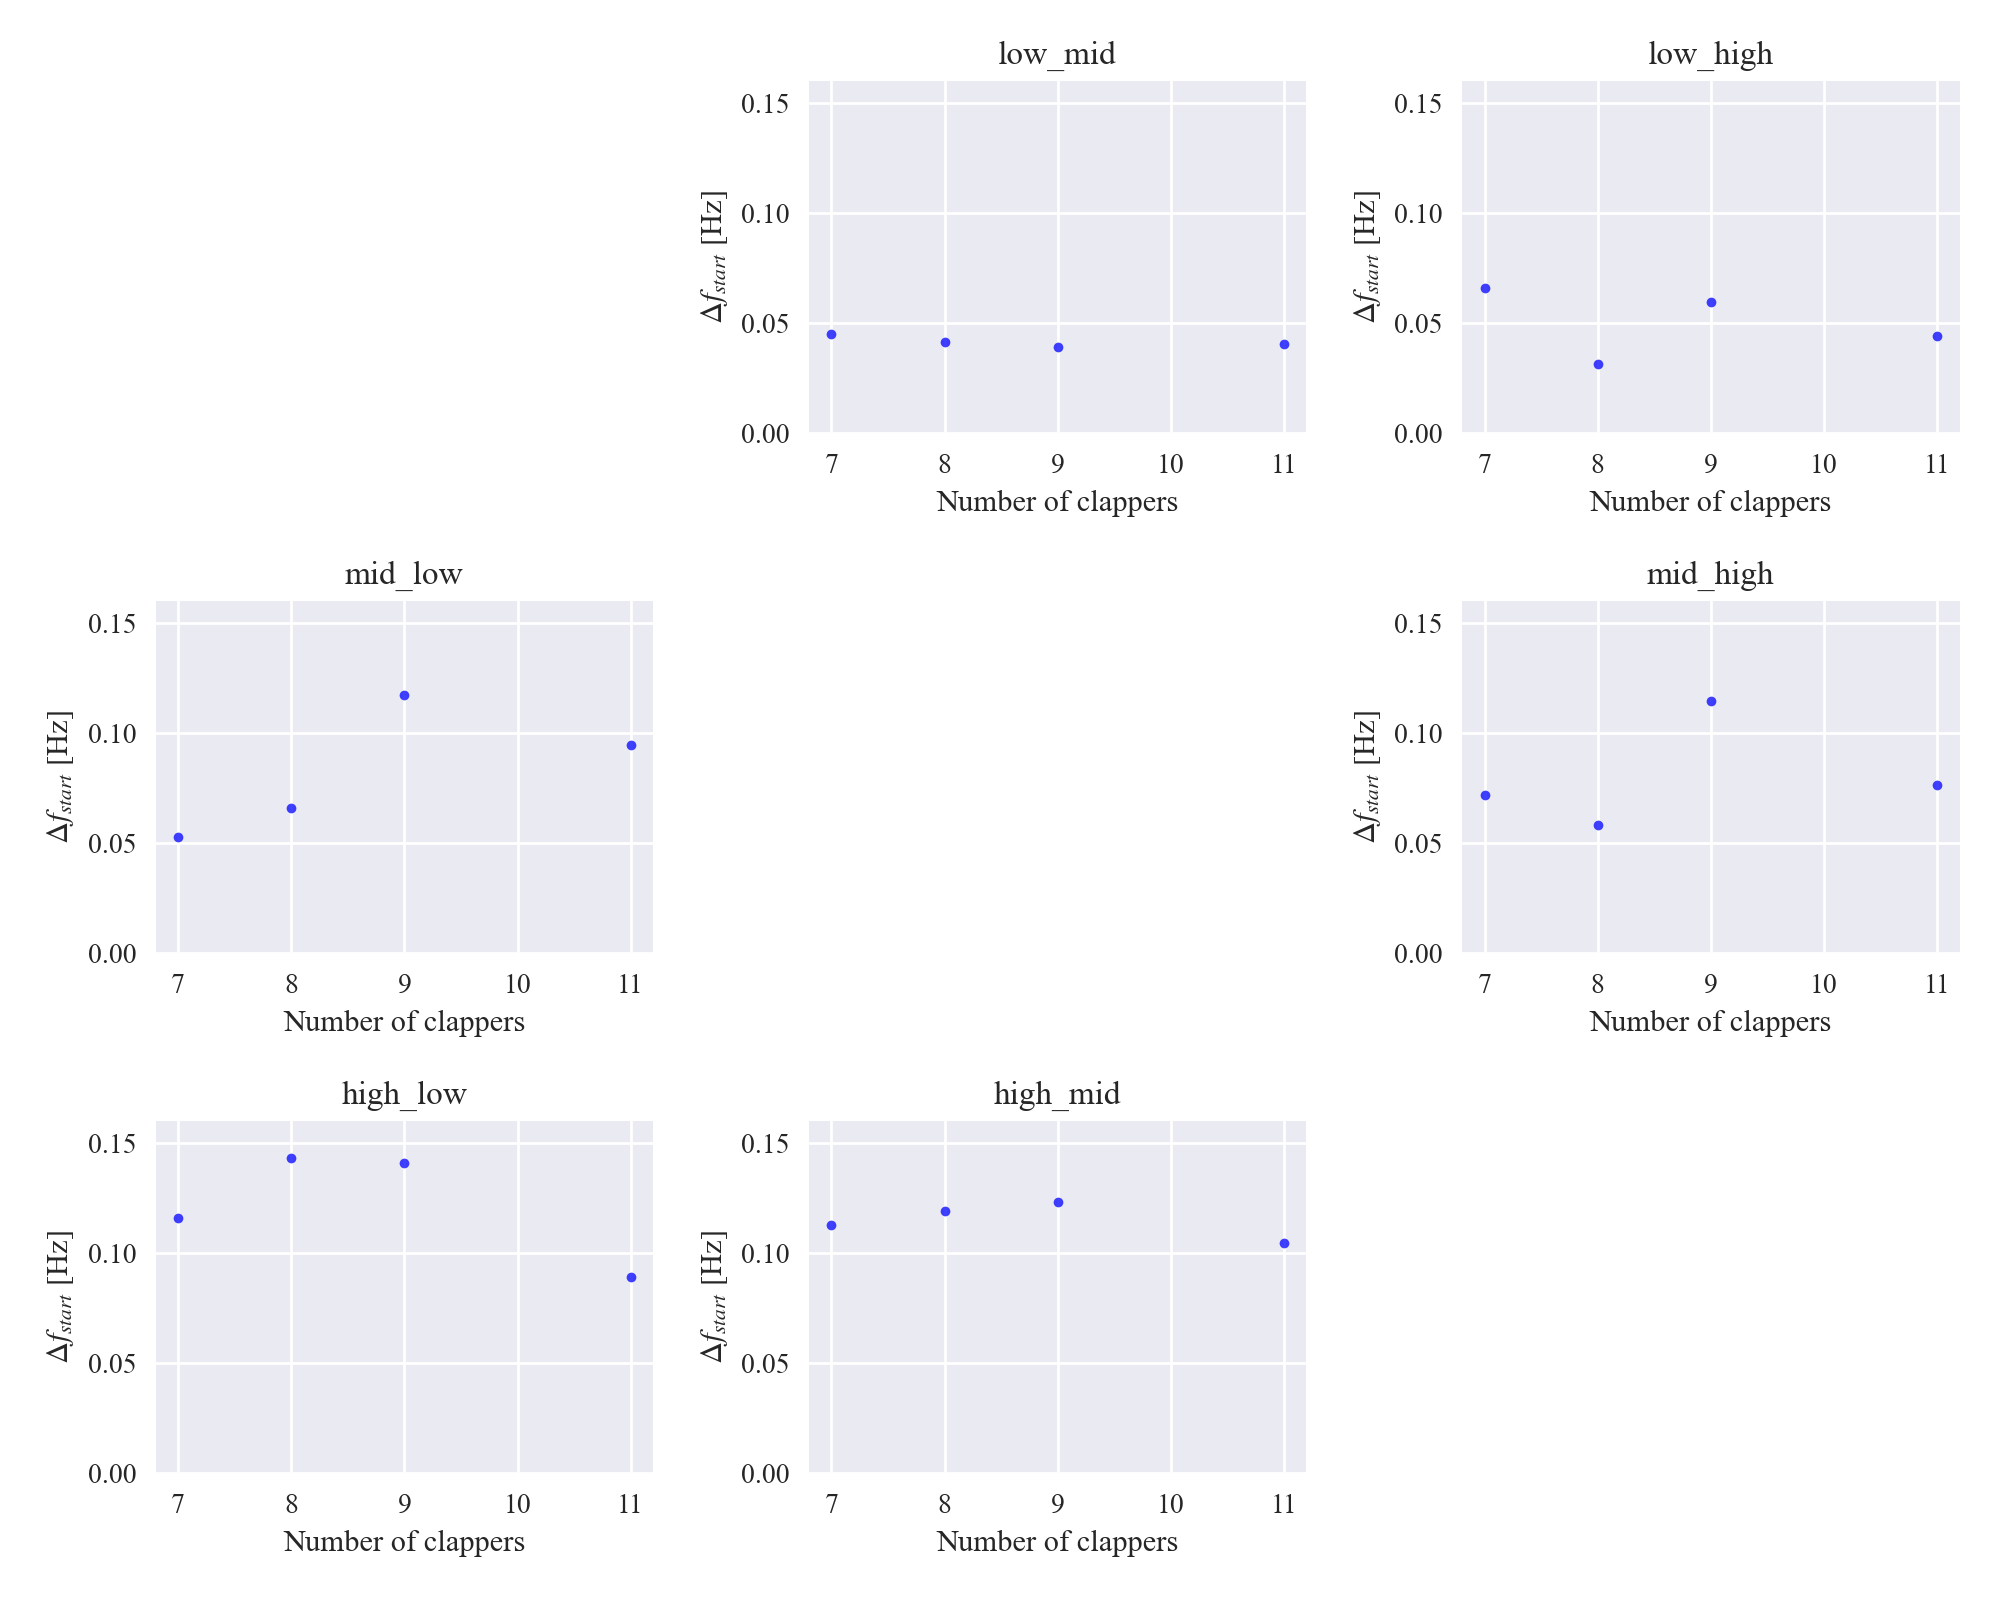 low_mid
0.15
0.10
0.05
0.00
Δf_start [Hz]
7 8 9 10 11
Number of clappers
low_high
0.15
0.10
0.05
0.00
Δf_start [Hz]
7 8 9 10 11
Number of clappers
mid_low
0.15
0.10
0.05
0.00
Δf_start [Hz]
7 8 9 10 11
Number of clappers
mid_high
0.15
0.10
0.05
0.00
Δf_start [Hz]
7 8 9 10 11
Number of clappers
high_low
0.15
0.10
0.05
0.00
Δf_start [Hz]
7 8 9 10 11
Number of clappers
high_mid
0.15
0.10
0.05
0.00
Δf_start [Hz]
7 8 9 10 11
Number of clappers